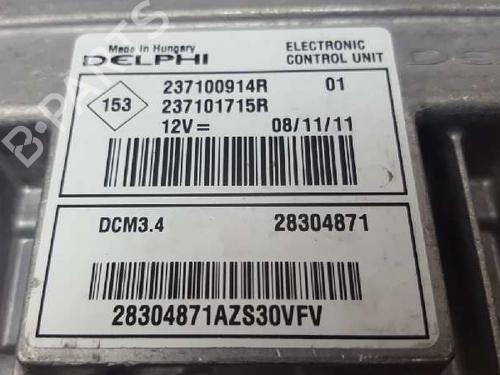 Made in Hungary
DELPHI
ELECTRONIC
CONTROL UNIT
153
237100914R 01
237101715R
12V= 08/11/11
DCM3.4 28304871
28304871AZS30VFV
B-PARTS